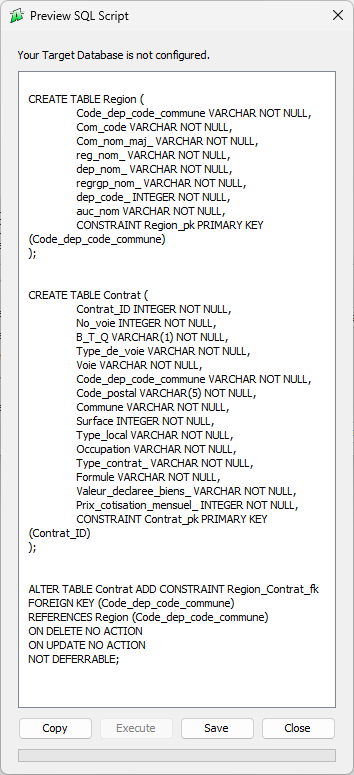 Preview SQL Script
Your Target Database is not configured.
CREATE TABLE Region (
Code_dep_code_commune VARCHAR NOT NULL,
Com_code VARCHAR NOT NULL,
Com_nom_maj_ VARCHAR NOT NULL,
reg_nom_ VARCHAR NOT NULL,
dep_nom_ VARCHAR NOT NULL,
regrgp_nom_ VARCHAR NOT NULL,
dep_code_ INTEGER NOT NULL,
auc_nom VARCHAR NOT NULL,
CONSTRAINT Region_pk PRIMARY KEY
(Code_dep_code_commune)
);
CREATE TABLE Contrat (
Contrat_ID INTEGER NOT NULL,
No_voie INTEGER NOT NULL,
B_T_Q VARCHAR(1) NOT NULL,
Type_de_voie VARCHAR NOT NULL,
Voie VARCHAR NOT NULL,
Code_dep_code_commune VARCHAR NOT NULL,
Code_postal VARCHAR(5) NOT NULL,
Commune VARCHAR NOT NULL,
Surface INTEGER NOT NULL,
Type_local VARCHAR NOT NULL,
Occupation VARCHAR NOT NULL,
Type_contrat_ VARCHAR NOT NULL,
Formule VARCHAR NOT NULL,
Valeur_declaree_biens_ VARCHAR NOT NULL,
Prix_cotisation_mensuel_ INTEGER NOT NULL,
CONSTRAINT Contrat_pk PRIMARY KEY
(Contrat_ID)
);
ALTER TABLE Contrat ADD CONSTRAINT Region_Contrat_fk
FOREIGN KEY (Code_dep_code_commune)
REFERENCES Region (Code_dep_code_commune)
ON DELETE NO ACTION
ON UPDATE NO ACTION
NOT DEFERRABLE;
Copy Execute Save Close